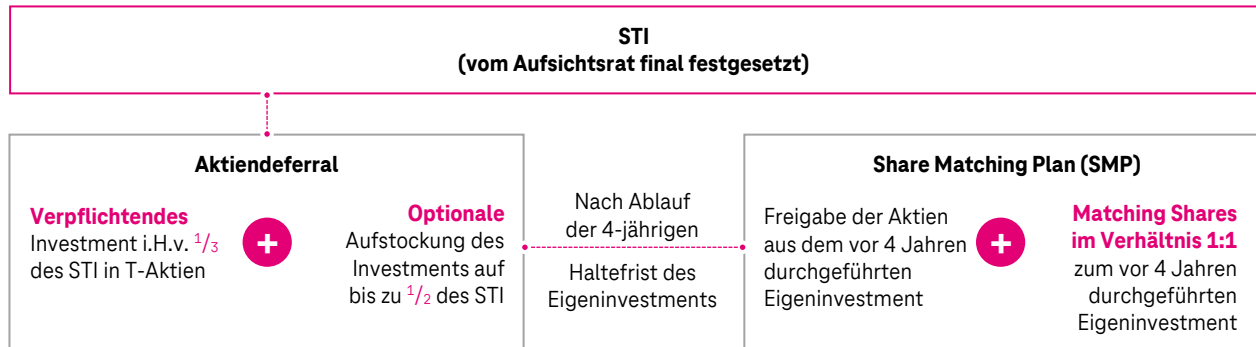 STI
(vom Aufsichtsrat final festgesetzt)
Aktiendeferral
Verpflichtendes
Investment i.H.v. 1/3
des STI in T-Aktien
+
Optionale
Aufstockung des
Investments auf
bis zu 1/2 des STI
Nach Ablauf
der 4-jährigen
Haltefrist des
Eigeninvestments
Share Matching Plan (SMP)
Freigabe der Aktien
aus dem vor 4 Jahren
durchgeführten
Eigeninvestment
+
Matching Shares
im Verhältnis 1:1
zum vor 4 Jahren
durchgeführten
Eigeninvestment